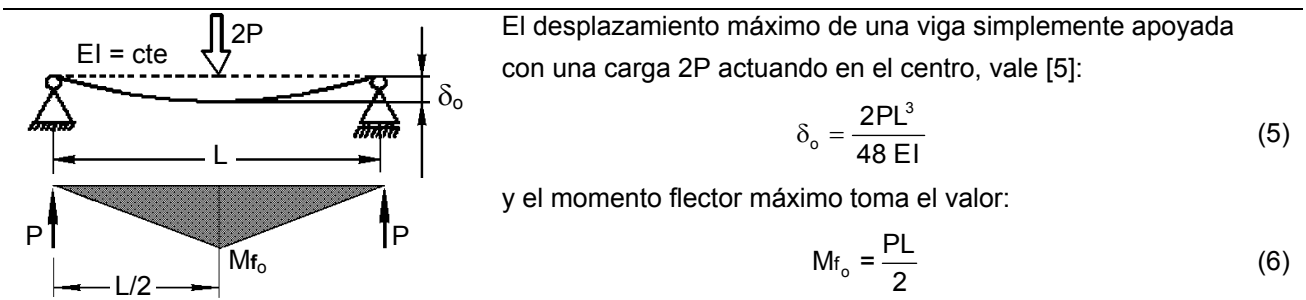 2P
EI = cte
δo
L
P
P
Mfo
L/2
El desplazamiento máximo de una viga simplemente apoyada
con una carga 2P actuando en el centro, vale [5]:
δo = 2PL³ / 48 EI (5)
y el momento flector máximo toma el valor:
Mfo = PL / 2 (6)